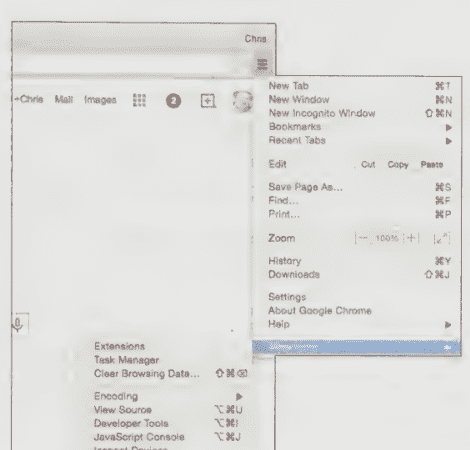 Chris
+Chris Mail Images 2
New Tab ⌘T
New Window ⌘N
New Incognito Window ⇧⌘N
Bookmarks ▶
Recent Tabs ▶
Edit Cut Copy Paste
Save Page As... ⌘S
Find... ⌘F
Print... ⌘P
Zoom − 100% +
History ⌘Y
Downloads ⇧⌘J
Settings
About Google Chrome
Help ▶
Extensions
Task Manager
Clear Browsing Data... ⇧⌘⌫
Encoding ▶
View Source ⌥⌘U
Developer Tools ⌥⌘I
JavaScript Console ⌥⌘J
Inspect Devices